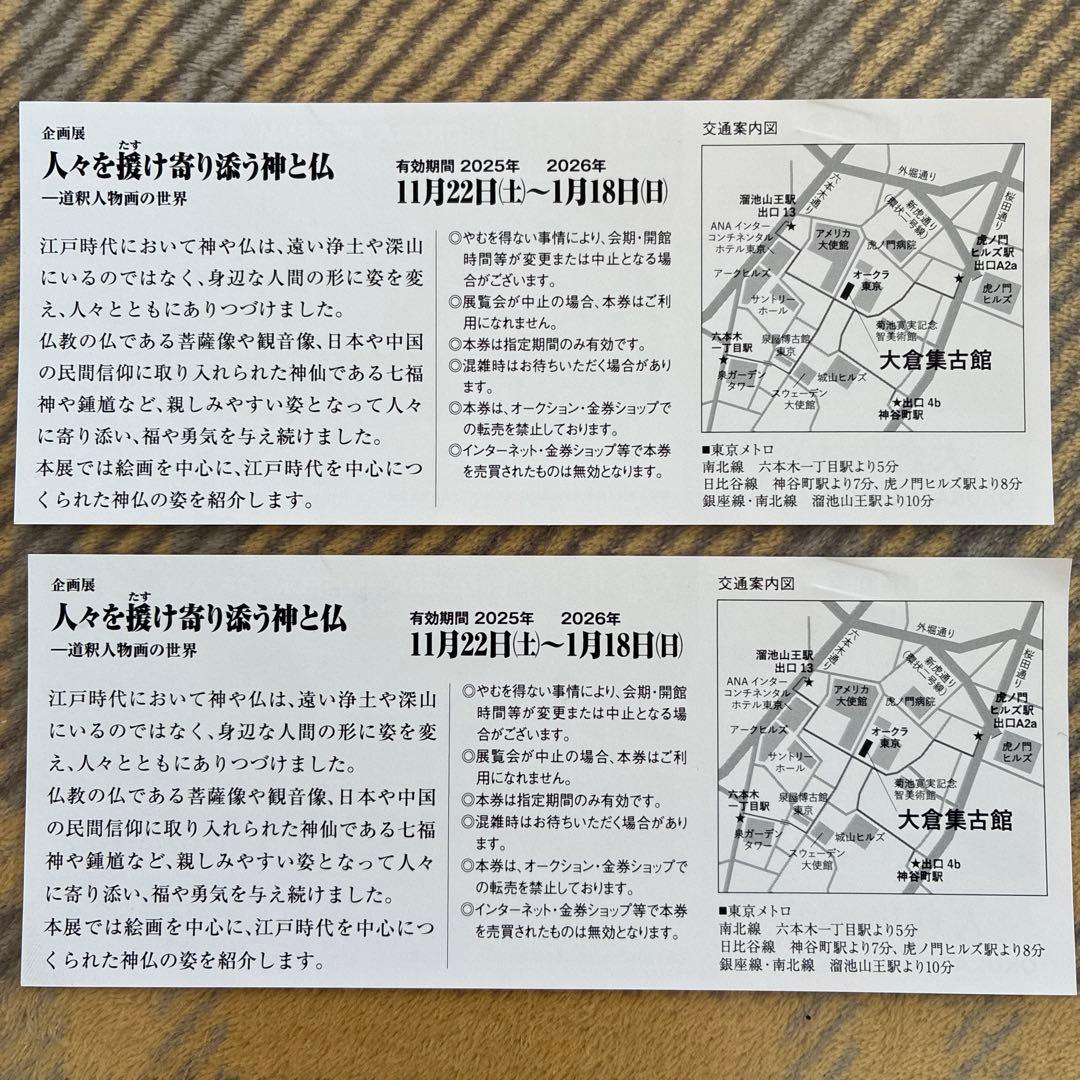 企画展
たす
人々を援け寄り添う神と仏
―道釈人物画の世界
江戸時代において神や仏は、遠い浄土や深山
にいるのではなく、身辺な人間の形に姿を変
え、人々とともにありつづけました。
仏教の仏である菩薩像や観音像、日本や中国
の民間信仰に取り入れられた神仙である七福
神や鍾馗など、親しみやすい姿となって人々
に寄り添い、福や勇気を与え続けました。
本展では絵画を中心に、江戸時代を中心につ
くられた神仏の姿を紹介します。
有効期間 2025年 2026年
11月22日(土)～1月18日(日)
◎やむを得ない事情により、会期・開館
時間等が変更または中止となる場
合がございます。
◎展覧会が中止の場合、本券はご利
用になれません。
◎本券は指定期間のみ有効です。
◎混雑時はお待ちいただく場合があり
ます。
◎本券は、オークション・金券ショップで
の転売を禁止しております。
◎インターネット・金券ショップ等で本券
を売買されたものは無効となります。
交通案内図
外堀通り
六本木通り
桜田通り
溜池山王駅
出口13
新虎通り
(環状二号線)
ANAインター
コンチネンタル
ホテル東京
アメリカ
大使館
虎ノ門病院
虎ノ門
ヒルズ駅
出口A2a
アークヒルズ
オークラ
東京
虎ノ門
ヒルズ
サントリー
ホール
菊池寛実記念
智美術館
六本木
一丁目駅
泉屋博古館
東京
大倉集古館
泉ガーデン
タワー
城山ヒルズ
スウェーデン
大使館
★出口4b
神谷町駅
■東京メトロ
南北線 六本木一丁目駅より5分
日比谷線 神谷町駅より7分、虎ノ門ヒルズ駅より8分
銀座線・南北線 溜池山王駅より10分
企画展
たす
人々を援け寄り添う神と仏
―道釈人物画の世界
江戸時代において神や仏は、遠い浄土や深山
にいるのではなく、身辺な人間の形に姿を変
え、人々とともにありつづけました。
仏教の仏である菩薩像や観音像、日本や中国
の民間信仰に取り入れられた神仙である七福
神や鍾馗など、親しみやすい姿となって人々
に寄り添い、福や勇気を与え続けました。
本展では絵画を中心に、江戸時代を中心につ
くられた神仏の姿を紹介します。
有効期間 2025年 2026年
11月22日(土)～1月18日(日)
◎やむを得ない事情により、会期・開館
時間等が変更または中止となる場
合がございます。
◎展覧会が中止の場合、本券はご利
用になれません。
◎本券は指定期間のみ有効です。
◎混雑時はお待ちいただく場合があり
ます。
◎本券は、オークション・金券ショップで
の転売を禁止しております。
◎インターネット・金券ショップ等で本券
を売買されたものは無効となります。
交通案内図
外堀通り
六本木通り
桜田通り
溜池山王駅
出口13
新虎通り
(環状二号線)
ANAインター
コンチネンタル
ホテル東京
アメリカ
大使館
虎ノ門病院
虎ノ門
ヒルズ駅
出口A2a
アークヒルズ
オークラ
東京
虎ノ門
ヒルズ
サントリー
ホール
菊池寛実記念
智美術館
六本木
一丁目駅
泉屋博古館
東京
大倉集古館
泉ガーデン
タワー
城山ヒルズ
スウェーデン
大使館
★出口4b
神谷町駅
■東京メトロ
南北線 六本木一丁目駅より5分
日比谷線 神谷町駅より7分、虎ノ門ヒルズ駅より8分
銀座線・南北線 溜池山王駅より10分